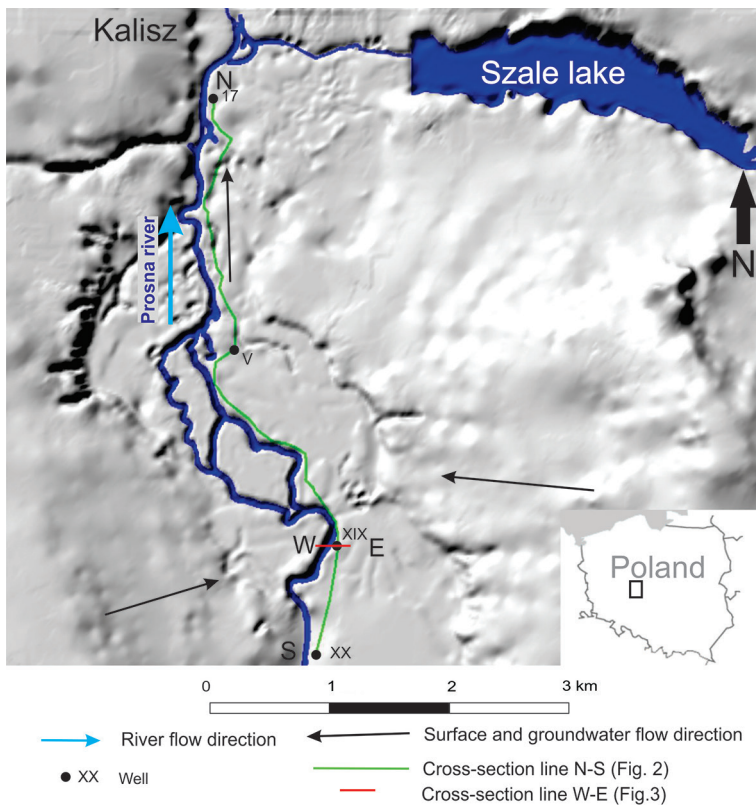 Kalisz
N
17
Szale lake
N
Prosna river
V
W
XIX
E
Poland
S
XX
0 1 2 3 km
River flow direction
Surface and groundwater flow direction
XX Well
Cross-section line N-S (Fig. 2)
Cross-section line W-E (Fig.3)